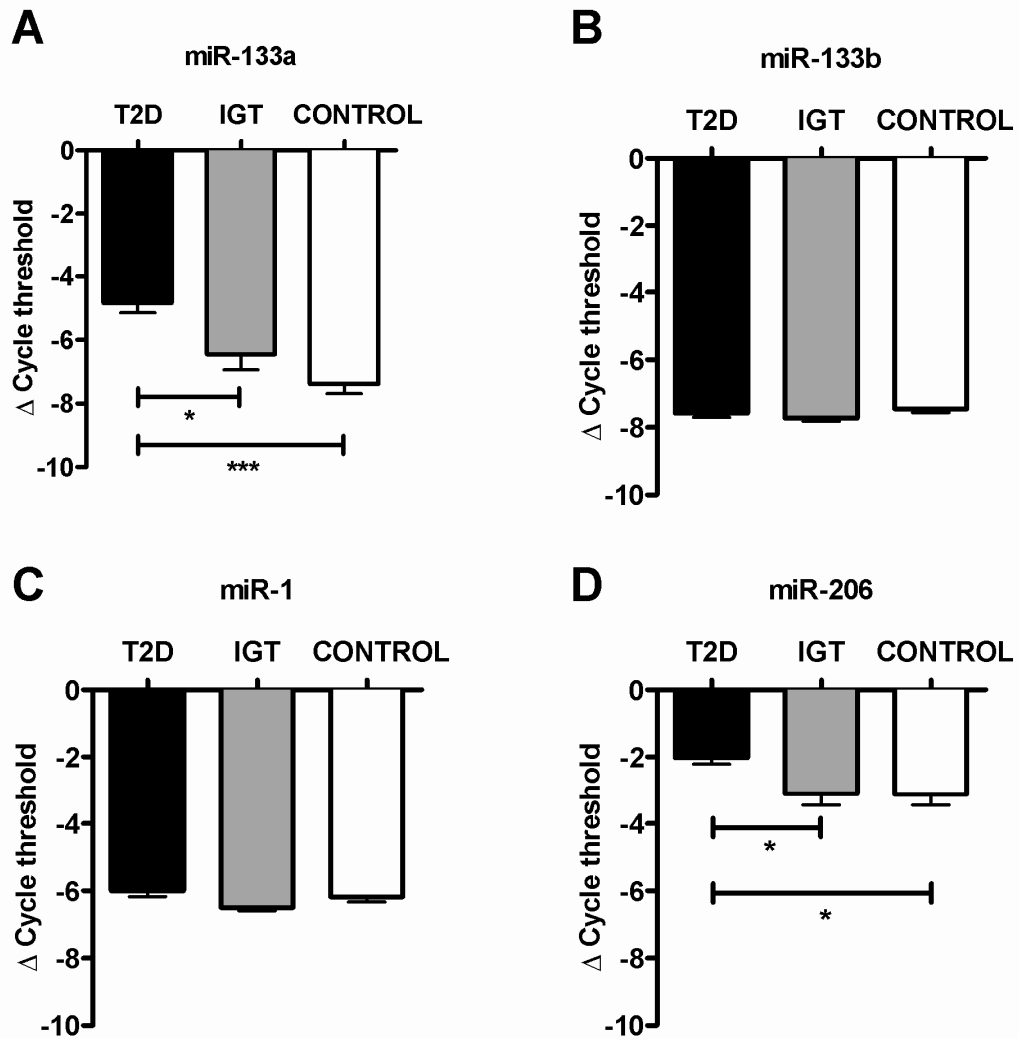 A
miR-133a
T2D IGT CONTROL
0
-2
-4
-6
-8
-10
Δ Cycle threshold
*
***
B
miR-133b
T2D IGT CONTROL
0
-2
-4
-6
-8
-10
Δ Cycle threshold
C
miR-1
T2D IGT CONTROL
0
-2
-4
-6
-8
-10
Δ Cycle threshold
D
miR-206
T2D IGT CONTROL
0
-2
-4
-6
-8
-10
Δ Cycle threshold
*
*